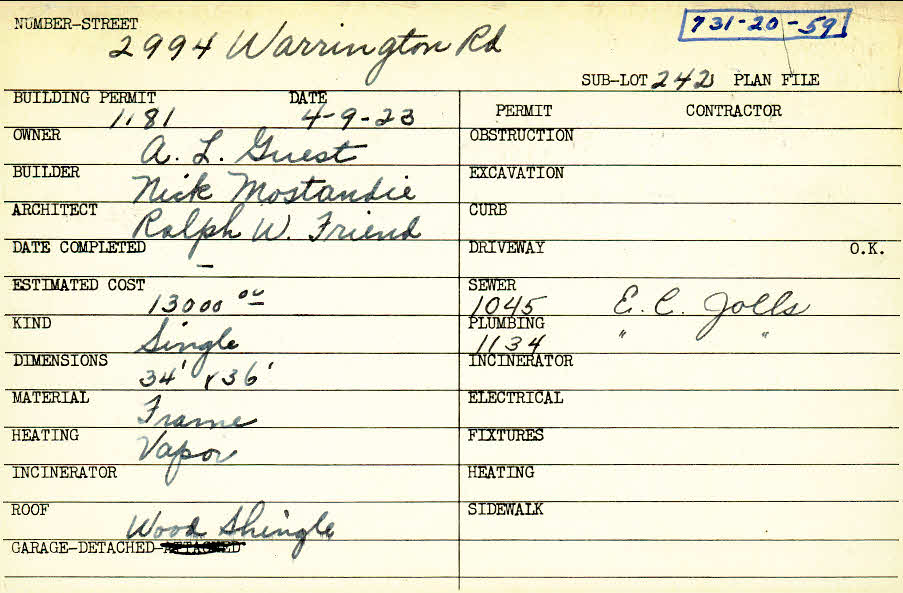 NUMBER-STREET
2994 Warrington Rd
731-20-59
SUB-LOT 242 PLAN FILE
BUILDING PERMIT DATE
1181 4-9-23
PERMIT CONTRACTOR
OWNER
A. L. Guest
BUILDER
Nick Mostandie
ARCHITECT
Ralph W. Friend
DATE COMPLETED
-
ESTIMATED COST
13000 00
KIND
Single
DIMENSIONS
34' x 36'
MATERIAL
Frame
HEATING
Vapor
INCINERATOR
ROOF
Wood Shingle
GARAGE-DETACHED-ATTACHED
OBSTRUCTION
EXCAVATION
CURB
DRIVEWAY O.K.
SEWER
1045 E. C. Jolls
PLUMBING
1134 " "
INCINERATOR
ELECTRICAL
FIXTURES
HEATING
SIDEWALK